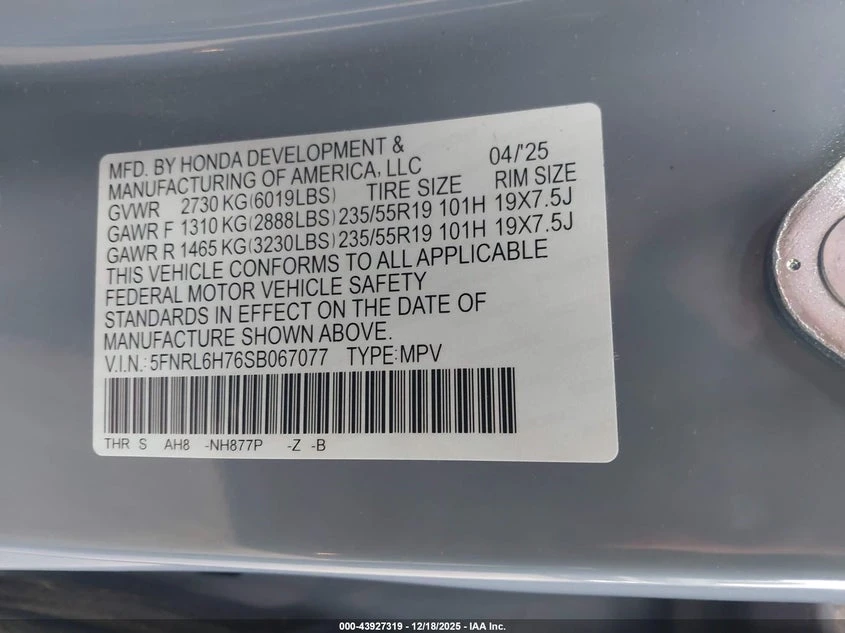 MFD. BY HONDA DEVELOPMENT & 04/'25
MANUFACTURING OF AMERICA, LLC
GVWR 2730 KG(6019LBS) TIRE SIZE RIM SIZE
GAWR F 1310 KG(2888LBS) 235/55R19 101H 19X7.5J
GAWR R 1465 KG(3230LBS) 235/55R19 101H 19X7.5J
THIS VEHICLE CONFORMS TO ALL APPLICABLE
FEDERAL MOTOR VEHICLE SAFETY
STANDARDS IN EFFECT ON THE DATE OF
MANUFACTURE SHOWN ABOVE.
V.I.N.: 5FNRL6H76SB067077 TYPE:MPV
THR S AH8 -NH877P -Z -B
000-43927319 - 12/18/2025 - IAA Inc.